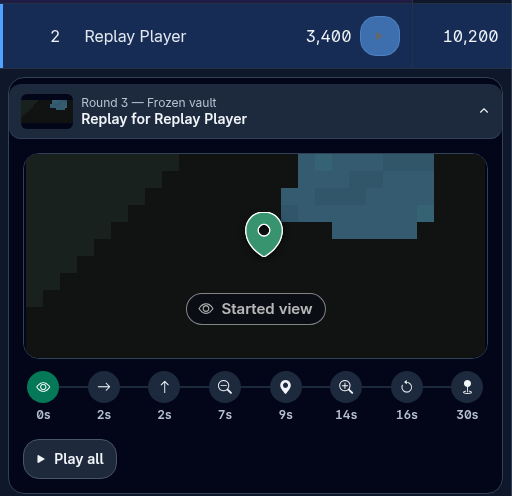 2 Replay Player 3,400 10,200
Round 3 — Frozen vault
Replay for Replay Player
Started view
0s 2s 2s 7s 9s 14s 16s 30s
Play all